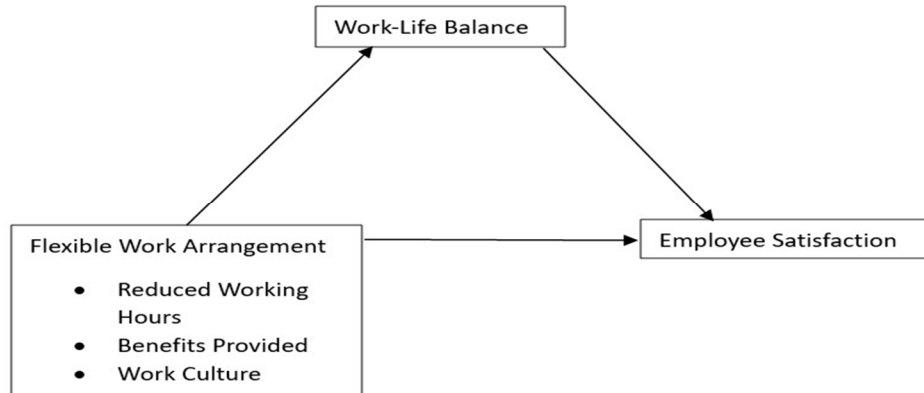 Work-Life Balance
Flexible Work Arrangement
• Reduced Working
Hours
• Benefits Provided
• Work Culture
Employee Satisfaction